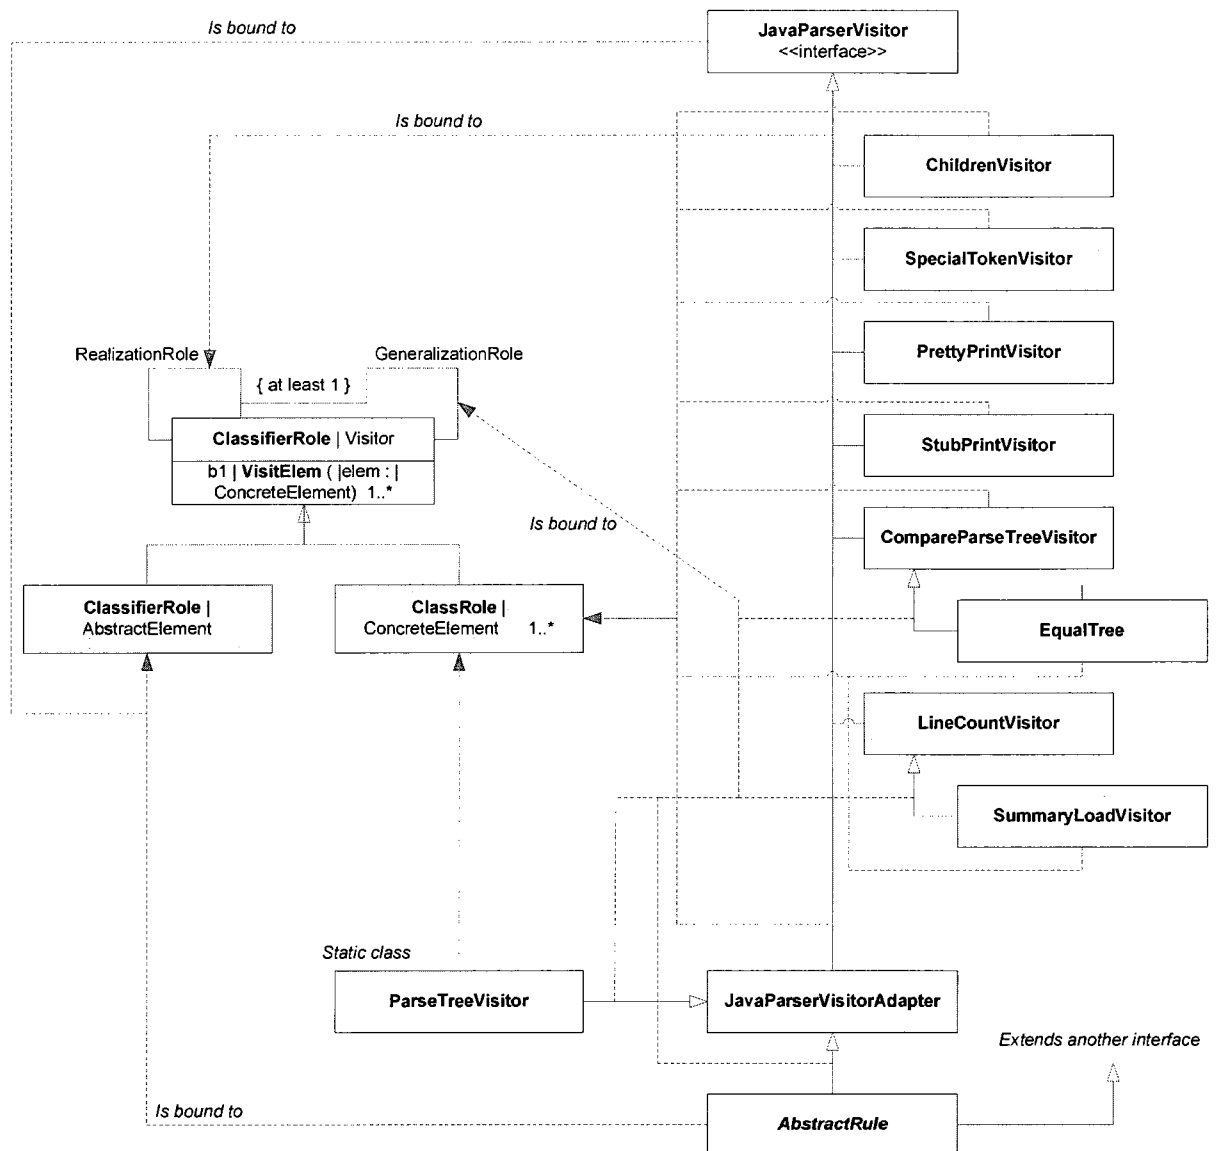 Is bound to
JavaParserVisitor
<<interface>>
Is bound to
ChildrenVisitor
SpecialTokenVisitor
PrettyPrintVisitor
RealizationRole
GeneralizationRole
{ at least 1 }
ClassifierRole | Visitor
b1 | VisitElem ( |elem : |
ConcreteElement) 1..*
StubPrintVisitor
Is bound to
CompareParseTreeVisitor
ClassifierRole |
AbstractElement
ClassRole |
ConcreteElement 1..*
EqualTree
LineCountVisitor
SummaryLoadVisitor
Static class
ParseTreeVisitor
JavaParserVisitorAdapter
Extends another interface
Is bound to
AbstractRule